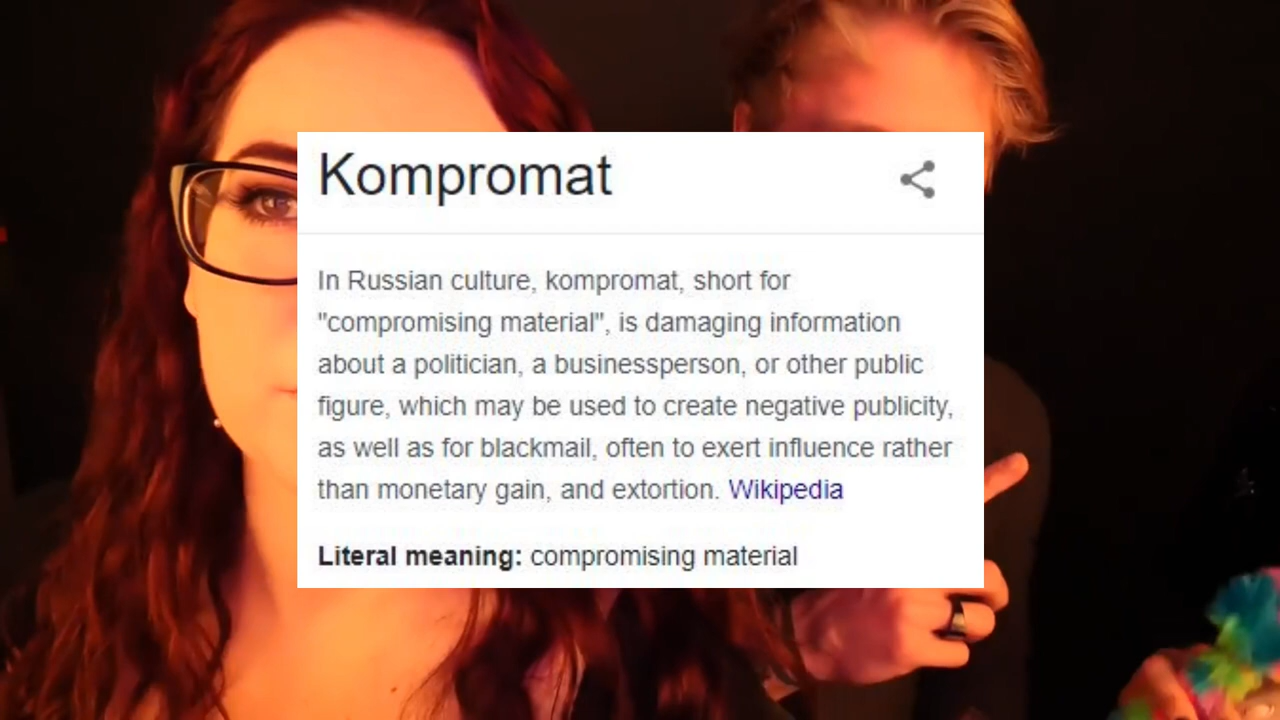 Kompromat
In Russian culture, kompromat, short for
"compromising material", is damaging information
about a politician, a businessperson, or other public
figure, which may be used to create negative publicity,
as well as for blackmail, often to exert influence rather
than monetary gain, and extortion. Wikipedia
Literal meaning: compromising material